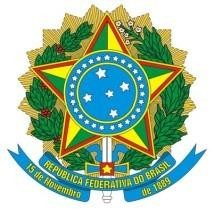 REPÚBLICA FEDERATIVA DO BRASIL
15 de Novembro
de 1889